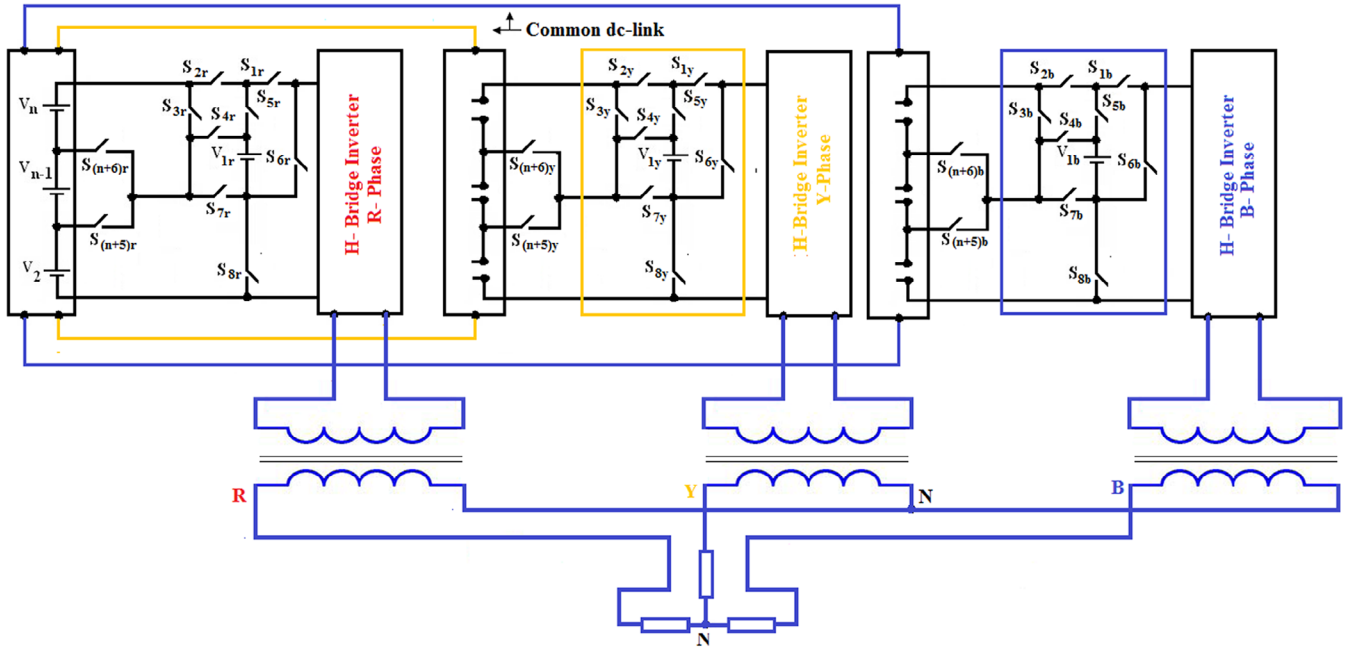 Common dc-link
S2r
S1r
S3r
S4r
S5r
Vn
V1r
S6r
S(n+6)r
Vn-1
S7r
S(n+5)r
V2
S8r
H- Bridge Inverter
R- Phase
S2y
S1y
S3y
S4y
S5y
V1y
S6y
S(n+6)y
S7y
S(n+5)y
S8y
H-Bridge Inverter
Y-Phase
S2b
S1b
S3b
S4b
S5b
V1b
S6b
S(n+6)b
S7b
S(n+5)b
S8b
H- Bridge Inverter
B- Phase
R
Y
N
B
N